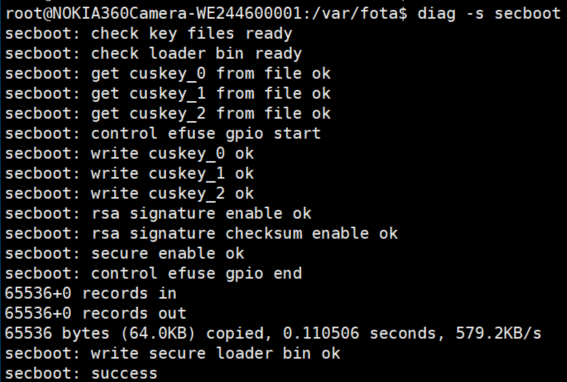 root@NOKIA360Camera-WE244600001:/var/fota$ diag -s secboot
secboot: check key files ready
secboot: check loader bin ready
secboot: get cuskey_0 from file ok
secboot: get cuskey_1 from file ok
secboot: get cuskey_2 from file ok
secboot: control efuse gpio start
secboot: write cuskey_0 ok
secboot: write cuskey_1 ok
secboot: write cuskey_2 ok
secboot: rsa signature enable ok
secboot: rsa signature checksum enable ok
secboot: secure enable ok
secboot: control efuse gpio end
65536+0 records in
65536+0 records out
65536 bytes (64.0KB) copied, 0.110506 seconds, 579.2KB/s
secboot: write secure loader bin ok
secboot: success